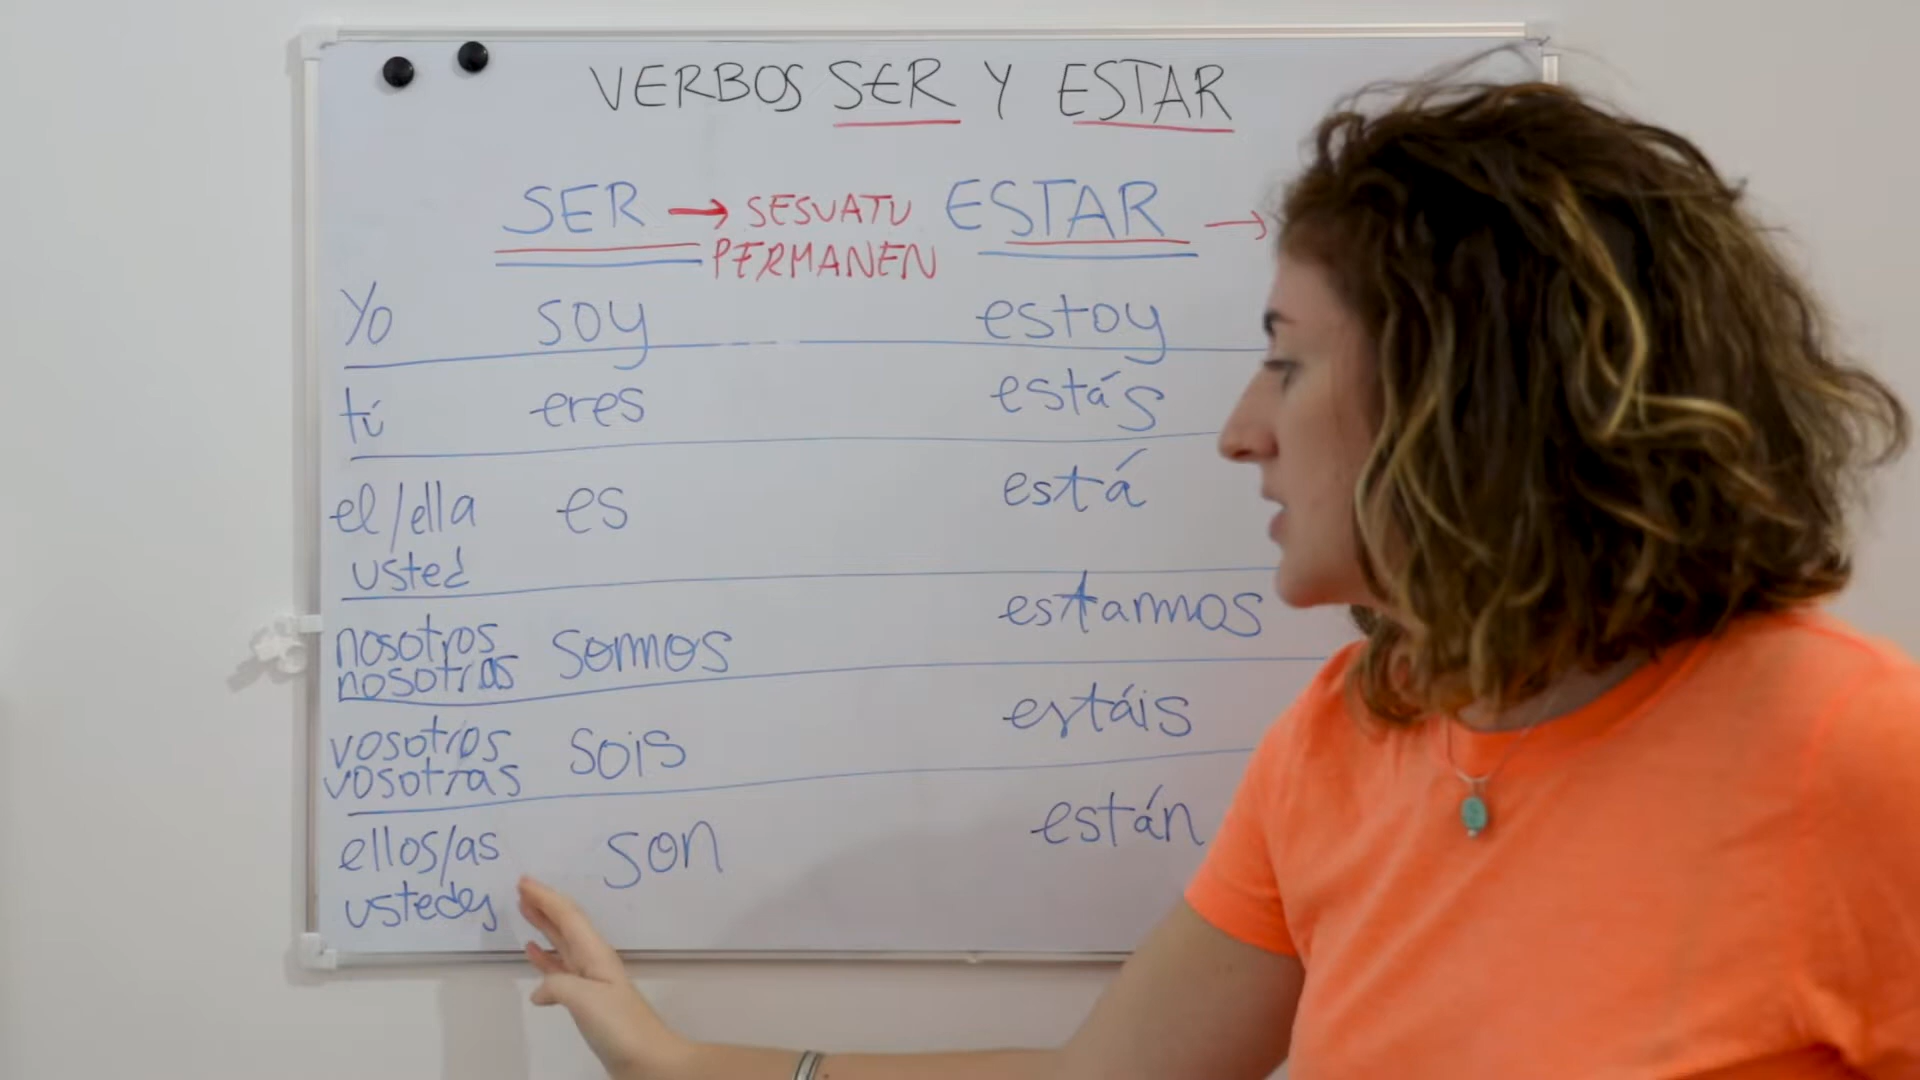 VERBOS SER Y ESTAR
SER → SESUATU ESTAR →
PERMANEN
Yo soy estoy
tú eres estás
el/ella es está
usted
nosotros somos estamos
nosotras
vosotros sois estáis
vosotras
ellos/as son están
ustedes